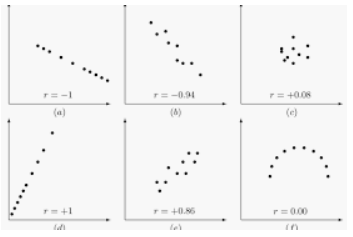 r = −1 r = −0.94 r = +0.08
(a) (b) (c)
r = +1 r = +0.86 r = 0.00
(d) (e) (f)